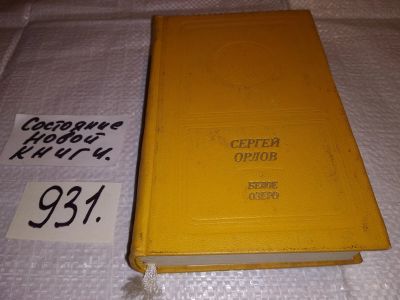 Состояние
новой
книги.
931.
СЕРГЕЙ
ОРЛОВ
БЕЛОЕ
ОЗЕРО